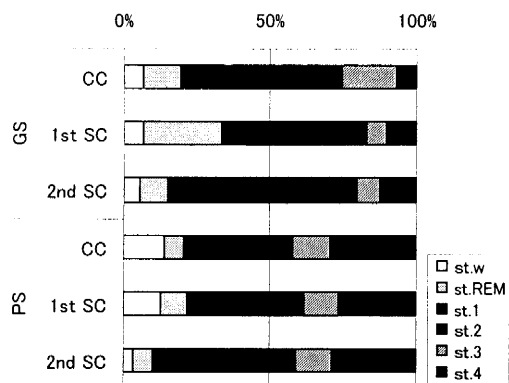 0% 50% 100%
GS
CC
1st SC
2nd SC
PS
CC
1st SC
2nd SC
st.w
st.REM
st.1
st.2
st.3
st.4